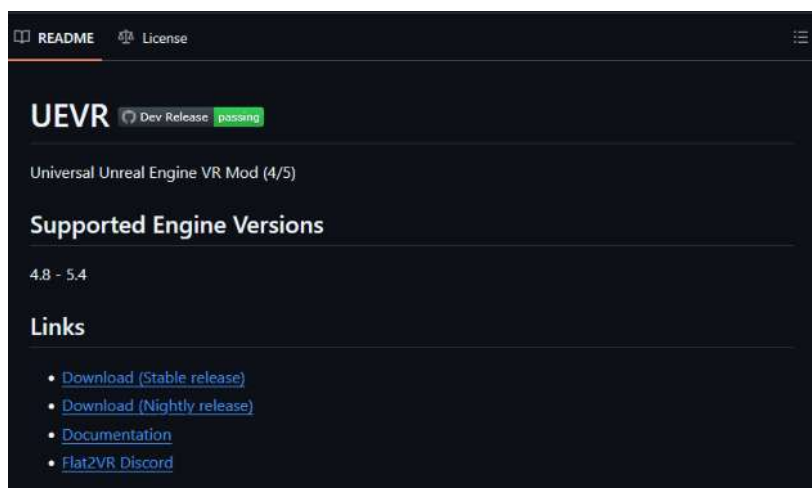 README License
UEVR Dev Release passing
Universal Unreal Engine VR Mod (4/5)
Supported Engine Versions
4.8 - 5.4
Links
Download (Stable release)
Download (Nightly release)
Documentation
Flat2VR Discord